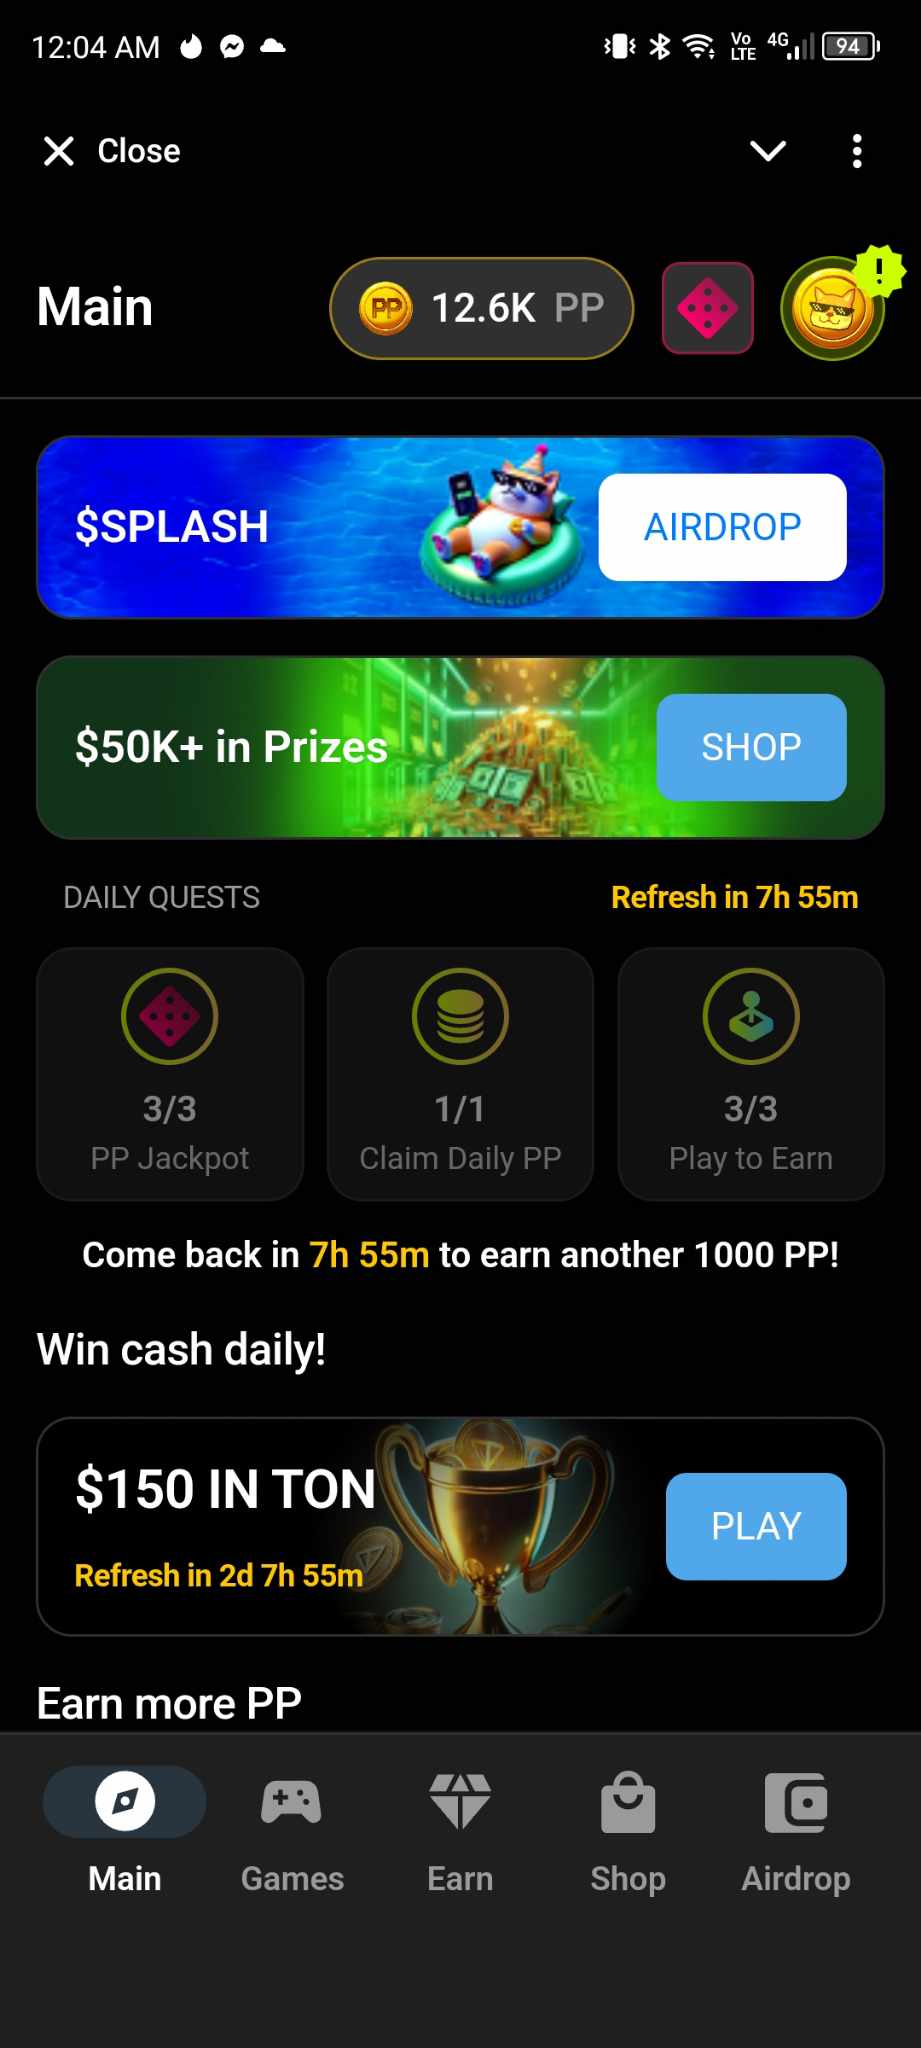 12:04 AM
Vo LTE 4G 94
Close
Main
PP 12.6K PP
!
$SPLASH
AIRDROP
$50K+ in Prizes
SHOP
DAILY QUESTS
Refresh in 7h 55m
3/3
PP Jackpot
1/1
Claim Daily PP
3/3
Play to Earn
Come back in 7h 55m to earn another 1000 PP!
Win cash daily!
$150 IN TON
PLAY
Refresh in 2d 7h 55m
Earn more PP
Main
Games
Earn
Shop
Airdrop